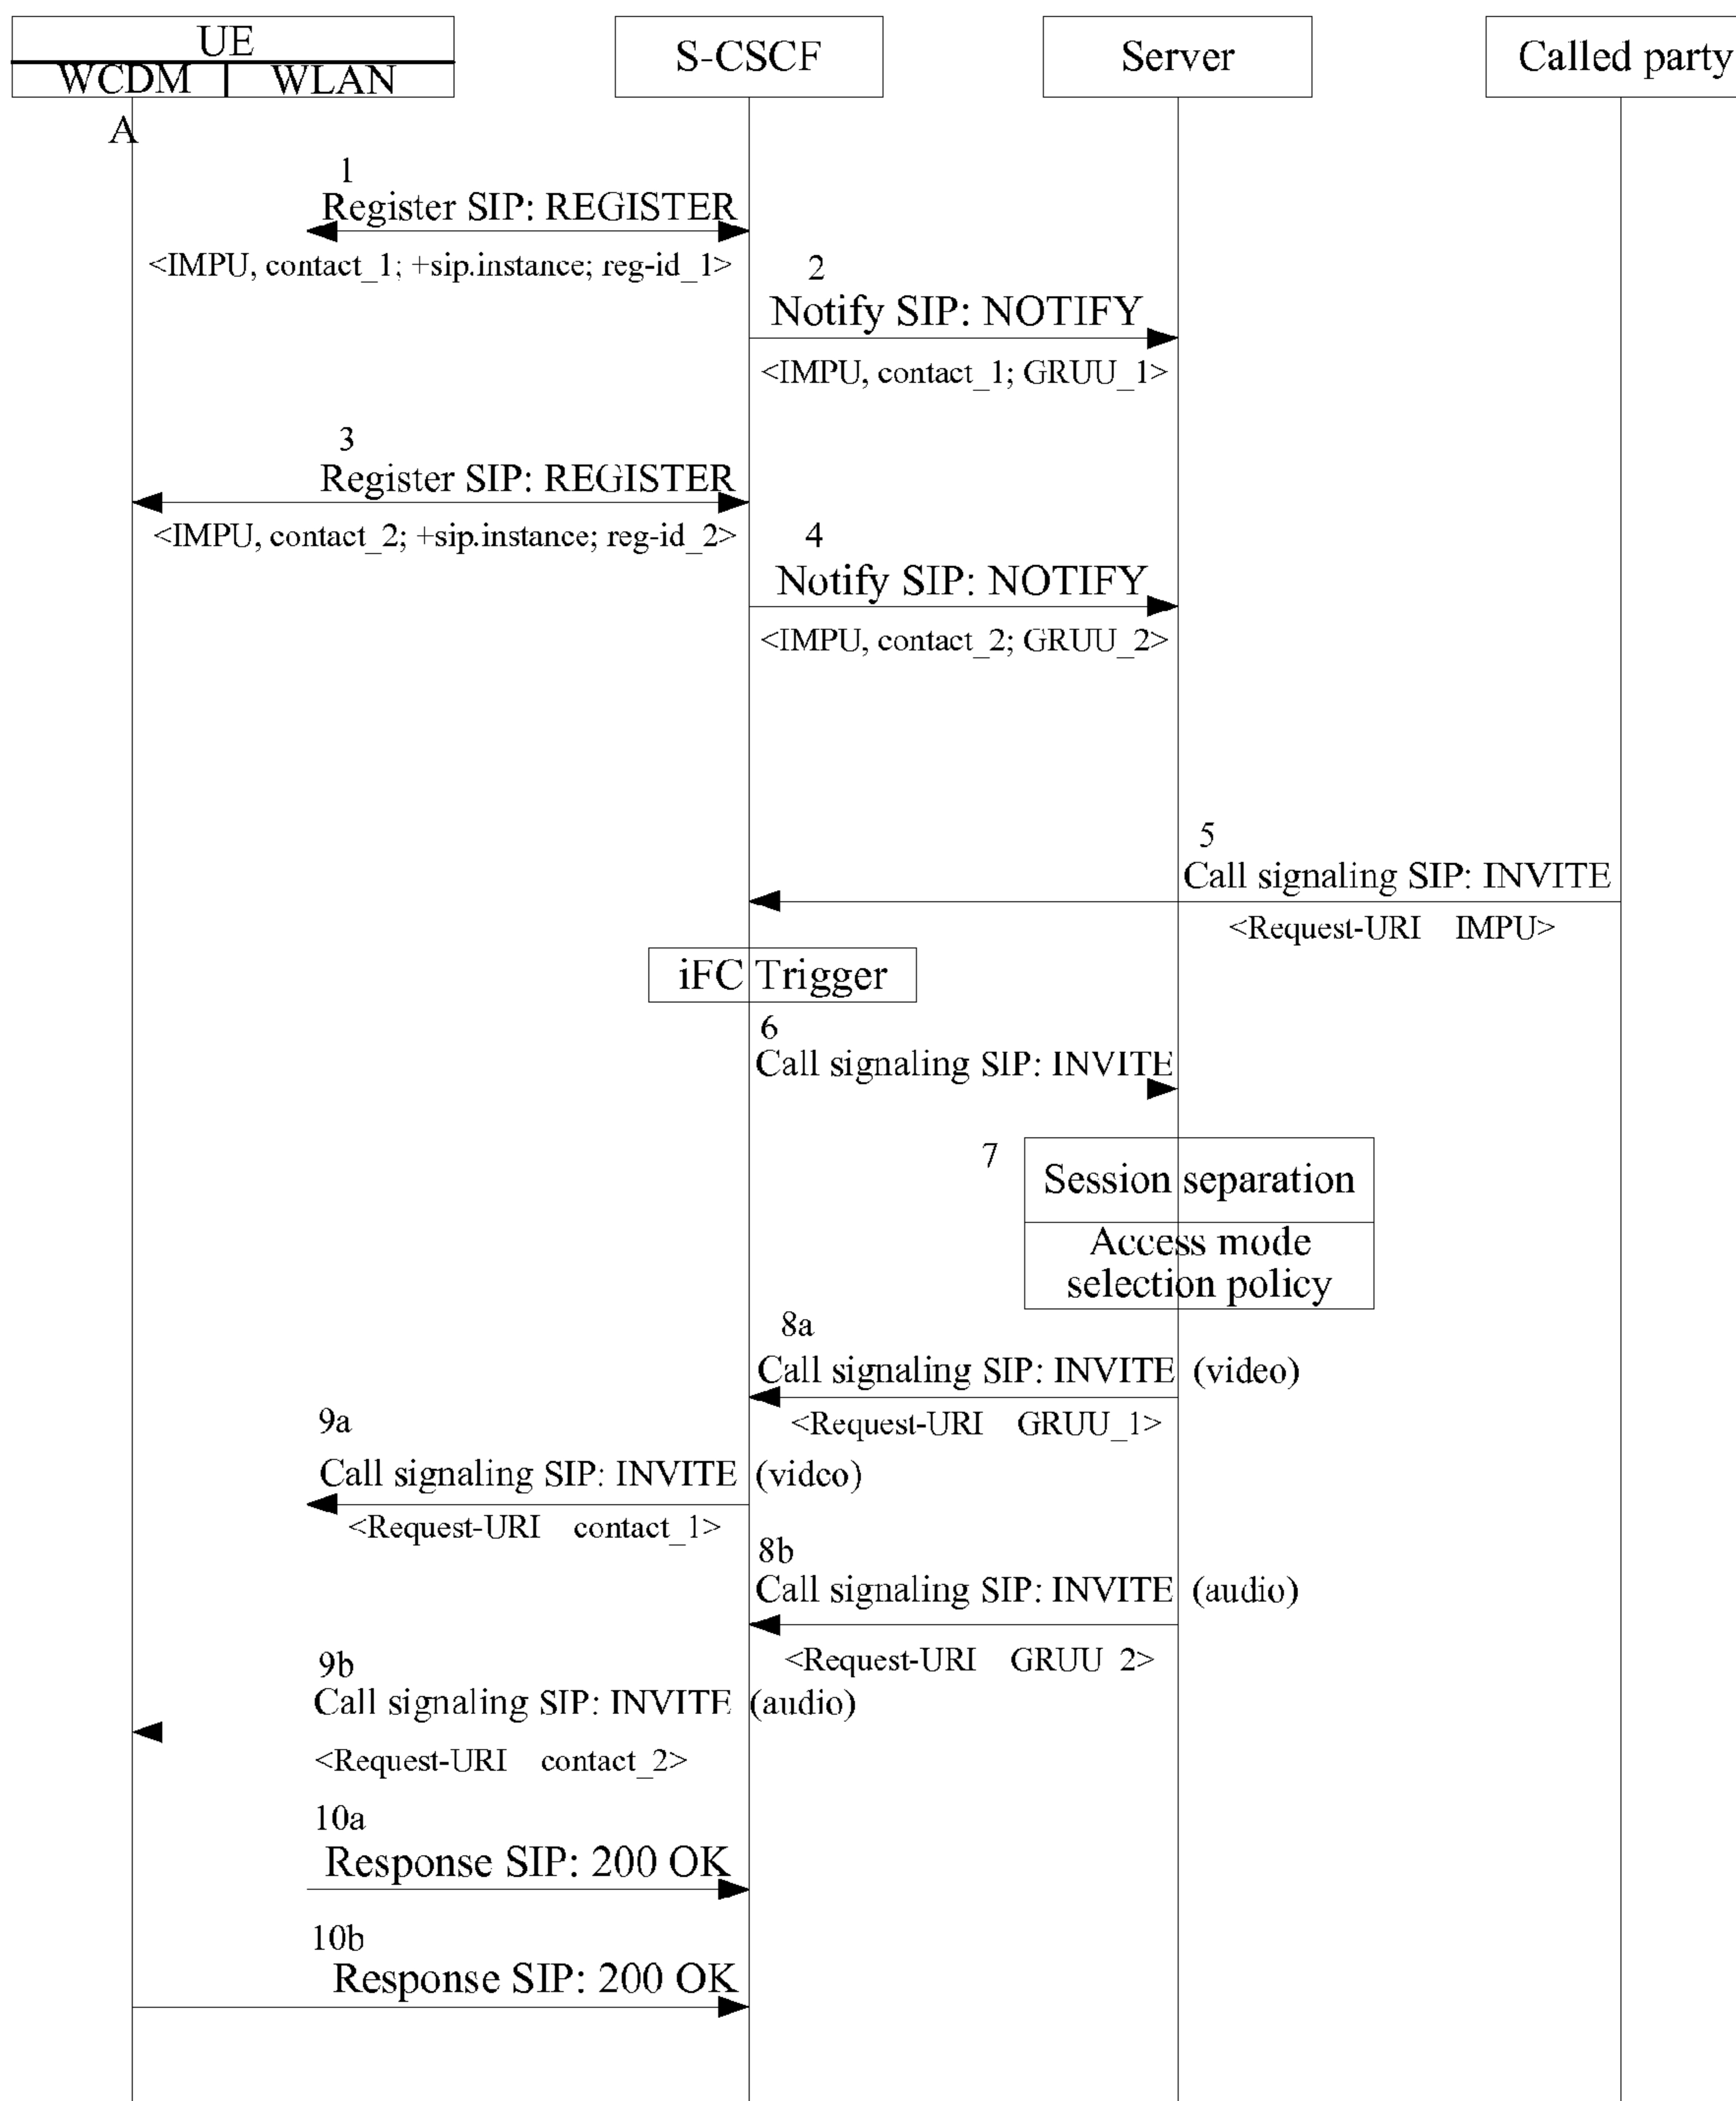 UE
WCDM
WLAN
A
S-CSCF
Server
Called party
1
Register SIP: REGISTER
<IMPU, contact_1; +sip.instance; reg-id_1>
2
Notify SIP: NOTIFY
<IMPU, contact_1; GRUU_1>
3
Register SIP: REGISTER
<IMPU, contact_2; +sip.instance; reg-id_2>
4
Notify SIP: NOTIFY
<IMPU, contact_2; GRUU_2>
5
Call signaling SIP: INVITE
<Request-URI IMPU>
iFC Trigger
6
Call signaling SIP: INVITE
7
Session separation
Access mode
selection policy
8a
Call signaling SIP: INVITE (video)
<Request-URI GRUU_1>
9a
Call signaling SIP: INVITE (video)
<Request-URI contact_1>
8b
Call signaling SIP: INVITE (audio)
<Request-URI GRUU 2>
9b
Call signaling SIP: INVITE (audio)
<Request-URI contact_2>
10a
Response SIP: 200 OK
10b
Response SIP: 200 OK